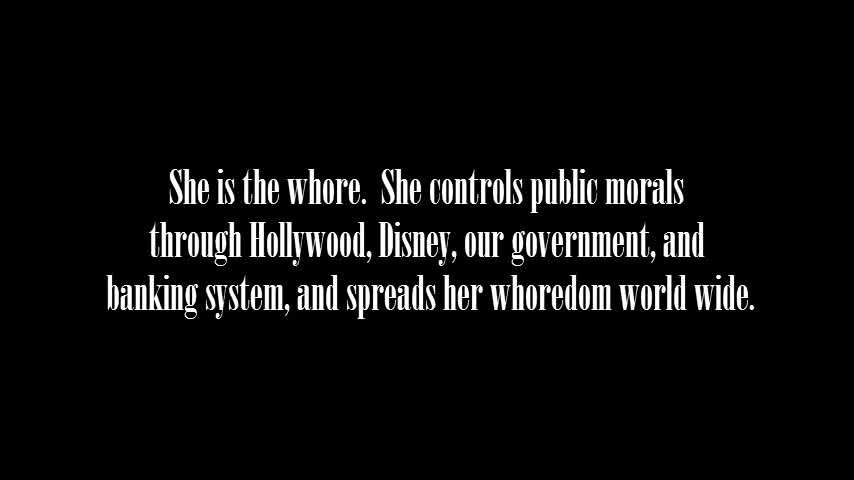 She is the whore.  She controls public morals
through Hollywood, Disney, our government, and
banking system, and spreads her whoredom world wide.